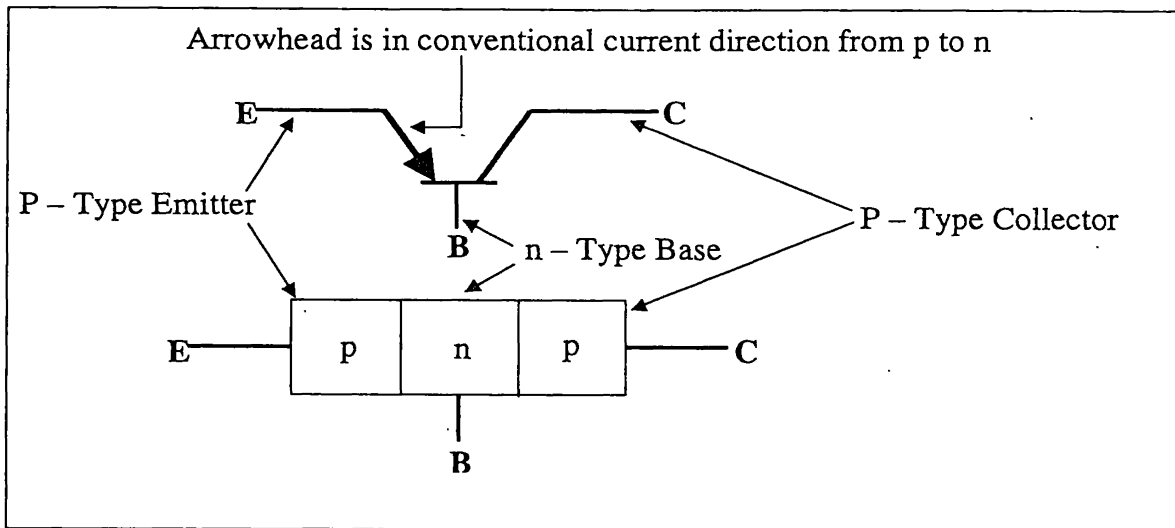 Arrowhead is in conventional current direction from p to n
E C
P – Type Emitter
P – Type Collector
B
n – Type Base
E p n p C
B